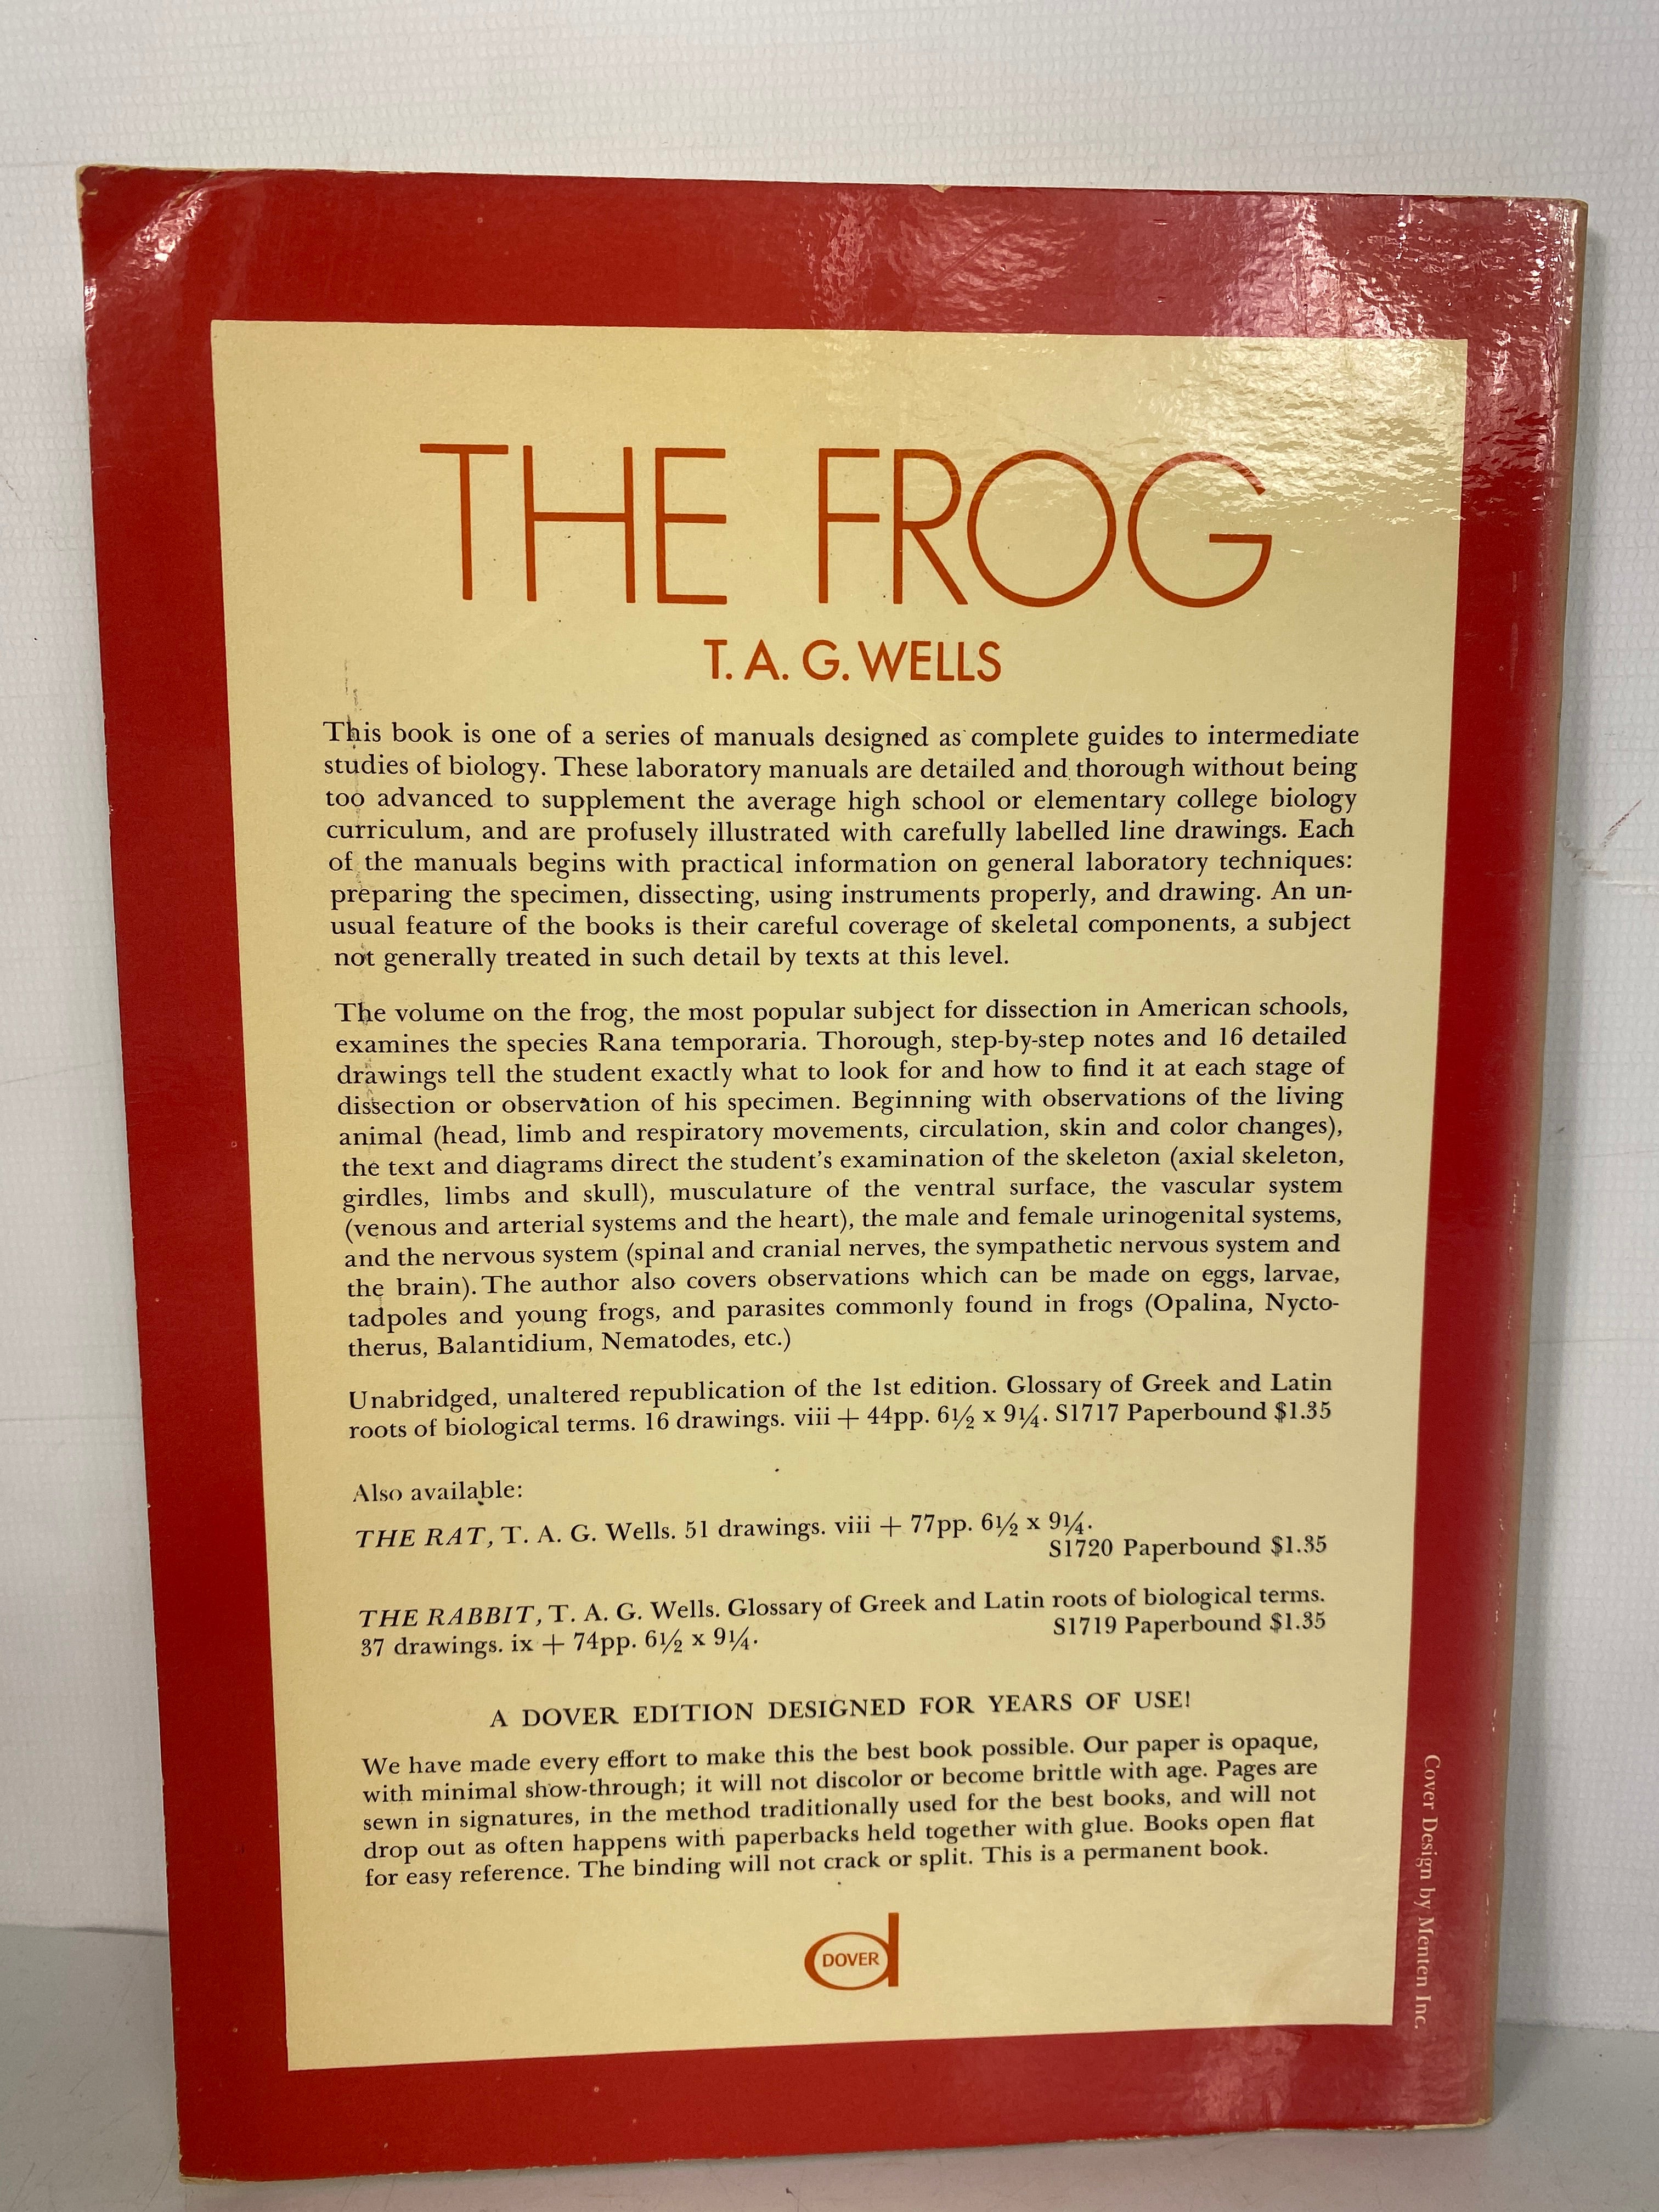 THE FROG
T. A. G. WELLS
This book is one of a series of manuals designed as complete guides to intermediate
studies of biology. These laboratory manuals are detailed and thorough without being
too advanced to supplement the average high school or elementary college biology
curriculum, and are profusely illustrated with carefully labelled line drawings. Each
of the manuals begins with practical information on general laboratory techniques:
preparing the specimen, dissecting, using instruments properly, and drawing. An un-
usual feature of the books is their careful coverage of skeletal components, a subject
not generally treated in such detail by texts at this level.
The volume on the frog, the most popular subject for dissection in American schools,
examines the species Rana temporaria. Thorough, step-by-step notes and 16 detailed
drawings tell the student exactly what to look for and how to find it at each stage of
dissection or observation of his specimen. Beginning with observations of the living
animal (head, limb and respiratory movements, circulation, skin and color changes),
the text and diagrams direct the student's examination of the skeleton (axial skeleton,
girdles, limbs and skull), musculature of the ventral surface, the vascular system
(venous and arterial systems and the heart), the male and female urinogenital systems,
and the nervous system (spinal and cranial nerves, the sympathetic nervous system and
the brain). The author also covers observations which can be made on eggs, larvae,
tadpoles and young frogs, and parasites commonly found in frogs (Opalina, Nycto-
therus, Balantidium, Nematodes, etc.)
Unabridged, unaltered republication of the 1st edition. Glossary of Greek and Latin
roots of biological terms. 16 drawings. viii + 44pp. 6½ x 9¼. S1717 Paperbound $1.35
Also available:
THE RAT, T. A. G. Wells. 51 drawings. viii + 77pp. 6½ x 9¼.
S1720 Paperbound $1.35
THE RABBIT, T. A. G. Wells. Glossary of Greek and Latin roots of biological terms.
37 drawings. ix + 74pp. 6½ x 9¼. S1719 Paperbound $1.35
A DOVER EDITION DESIGNED FOR YEARS OF USE!
We have made every effort to make this the best book possible. Our paper is opaque,
with minimal show-through; it will not discolor or become brittle with age. Pages are
sewn in signatures, in the method traditionally used for the best books, and will not
drop out as often happens with paperbacks held together with glue. Books open flat
for easy reference. The binding will not crack or split. This is a permanent book.
DOVER
Cover Design by Menten Inc.